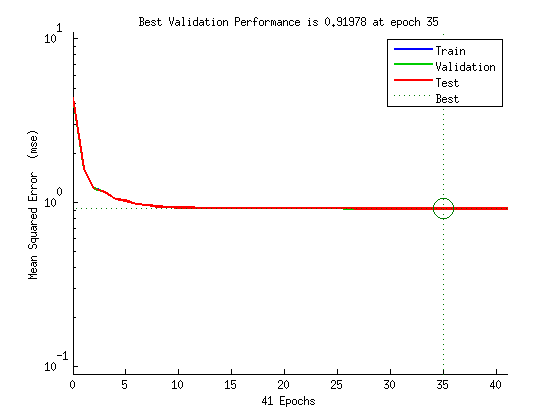 Best Validation Performance is 0.91978 at epoch 35
Mean Squared Error (mse)
10^1
10^0
10^-1
Train
Validation
Test
Best
0 5 10 15 20 25 30 35 40
41 Epochs